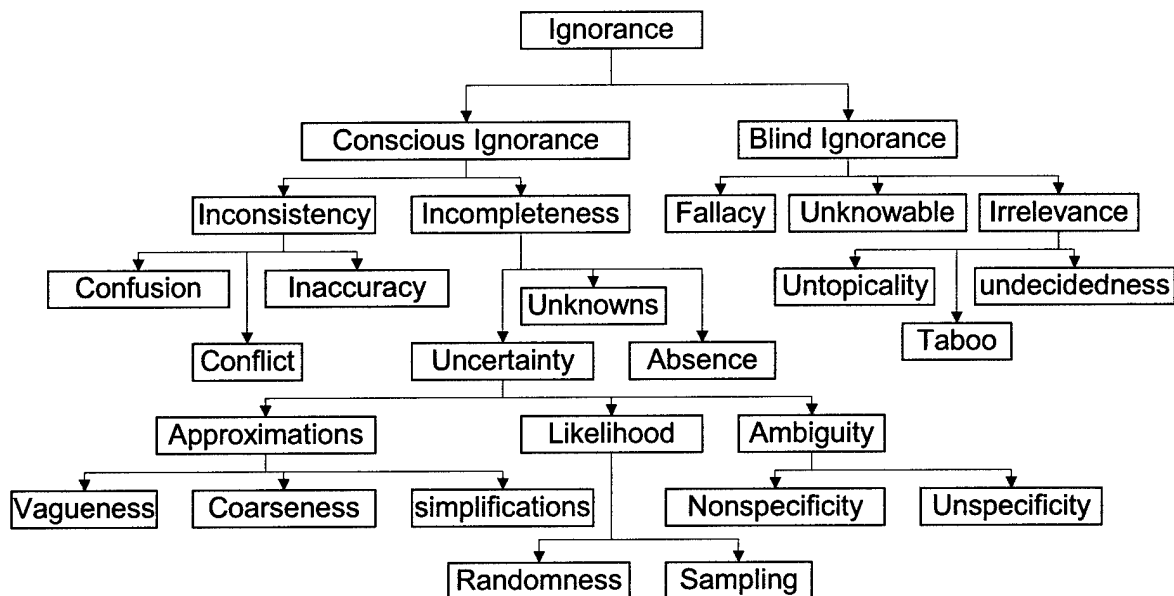 Ignorance
Conscious Ignorance
Blind Ignorance
Inconsistency
Incompleteness
Fallacy
Unknowable
Irrelevance
Confusion
Inaccuracy
Unknowns
Untopicality
undecidedness
Conflict
Uncertainty
Absence
Taboo
Approximations
Likelihood
Ambiguity
Vagueness
Coarseness
simplifications
Nonspecificity
Unspecificity
Randomness
Sampling